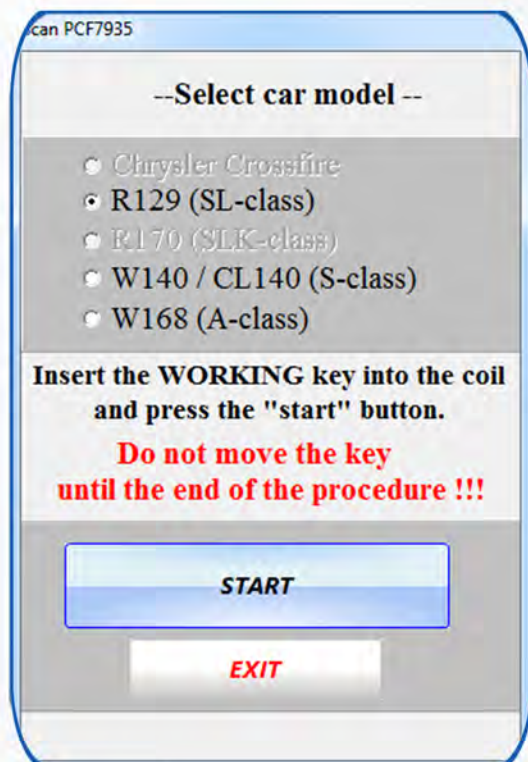 can PCF7935
--Select car model --
Chrysler Crossfire
R129 (SL-class)
R170 (SLK-class)
W140 / CL140 (S-class)
W168 (A-class)
Insert the WORKING key into the coil
and press the "start" button.
Do not move the key
until the end of the procedure !!!
START
EXIT